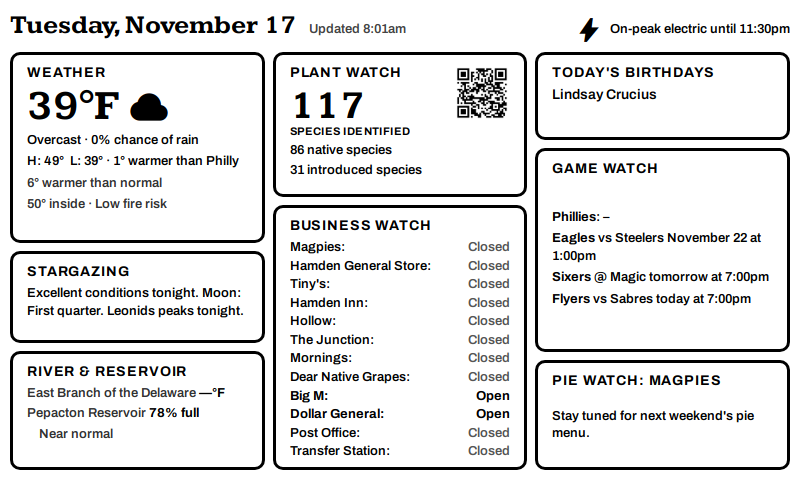 Tuesday, November 17 Updated 8:01am
On-peak electric until 11:30pm
WEATHER
39°F
Overcast · 0% chance of rain
H: 49° L: 39° · 1° warmer than Philly
6° warmer than normal
50° inside · Low fire risk
STARGAZING
Excellent conditions tonight. Moon:
First quarter. Leonids peaks tonight.
RIVER & RESERVOIR
East Branch of the Delaware —°F
Pepacton Reservoir 78% full
Near normal
PLANT WATCH
117
SPECIES IDENTIFIED
86 native species
31 introduced species
BUSINESS WATCH
Magpies: Closed
Hamden General Store: Closed
Tiny's: Closed
Hamden Inn: Closed
Hollow: Closed
The Junction: Closed
Mornings: Closed
Dear Native Grapes: Closed
Big M: Open
Dollar General: Open
Post Office: Closed
Transfer Station: Closed
TODAY'S BIRTHDAYS
Lindsay Crucius
GAME WATCH
Phillies: –
Eagles vs Steelers November 22 at
1:00pm
Sixers @ Magic tomorrow at 7:00pm
Flyers vs Sabres today at 7:00pm
PIE WATCH: MAGPIES
Stay tuned for next weekend's pie
menu.